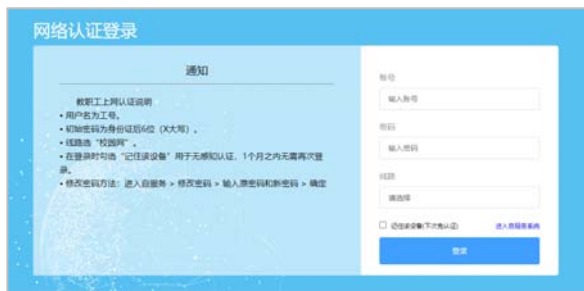 网络认证登录
通知
教职工上网认证说明
• 用户名为工号。
• 初始密码为身份证后6位（X大写）。
• 线路选“校园网”。
• 在登录时勾选“记住该设备”用于无感知认证，1个月之内无需再次登
录。
• 修改密码方法：进入自服务 > 修改密码 > 输入原密码和新密码 > 确定
账号
输入账号
密码
输入密码
线路
请选择
记住该设备(下次免认证) 进入自服务系统
登录